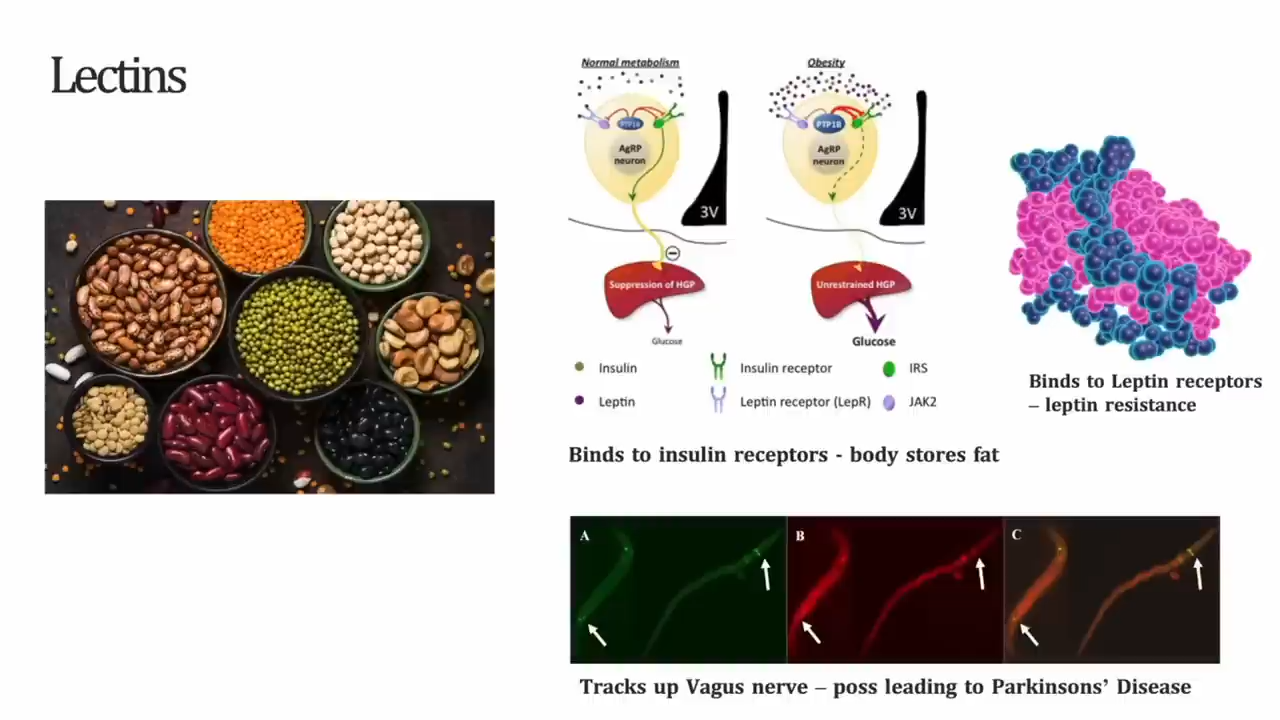 Lectins
Normal metabolism
Obesity
PTP1B
AgRP
neuron
3V
Suppression of HGP
Glucose
PTP1B
AgRP
neuron
3V
Unrestrained HGP
Glucose
Insulin
Insulin receptor
IRS
Leptin
Leptin receptor (LepR)
JAK2
Binds to Leptin receptors
– leptin resistance
Binds to insulin receptors - body stores fat
A
B
C
Tracks up Vagus nerve – poss leading to Parkinsons’ Disease